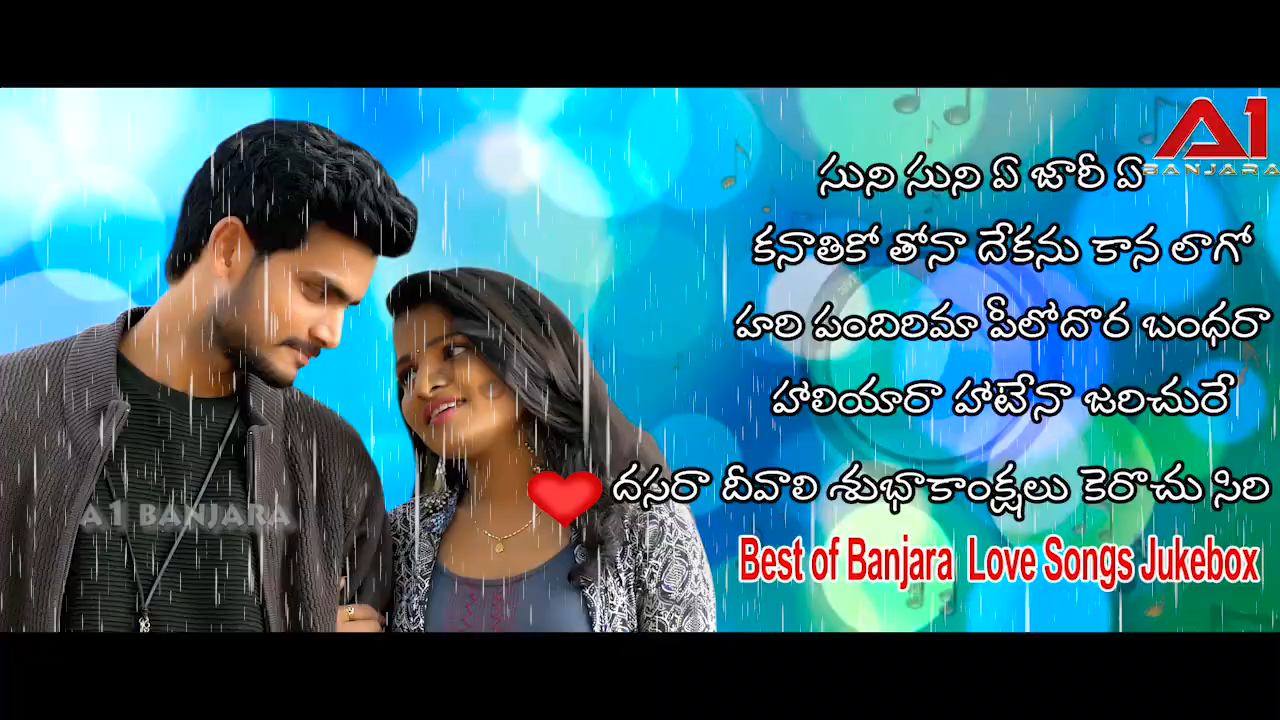 A1
BANJARA
సుని సుని ఏ జారీ ఏ
కనాతికో తోనా దేకను కాన లాగో
హరి పందిరిమా పీలోదొర బంధరా
హాలియారా హాటేనా జరిచురే
దసరా దీవాలి శుభాకాంక్షలు కెరొచు సిరి
A1 BANJARA
Best of Banjara Love Songs Jukebox